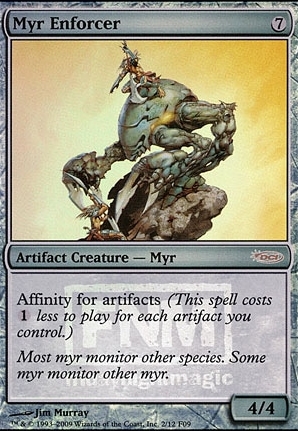 Myr Enforcer 7
DCI
Artifact Creature — Myr
Affinity for artifacts (This spell costs
1 less to play for each artifact you
control.)
FNM
Most myr monitor other species. Some
myr monitor other myr.
magic
4/4
Jim Murray
™ & © 1993–2009 Wizards of the Coast, Inc. 2/12 F09